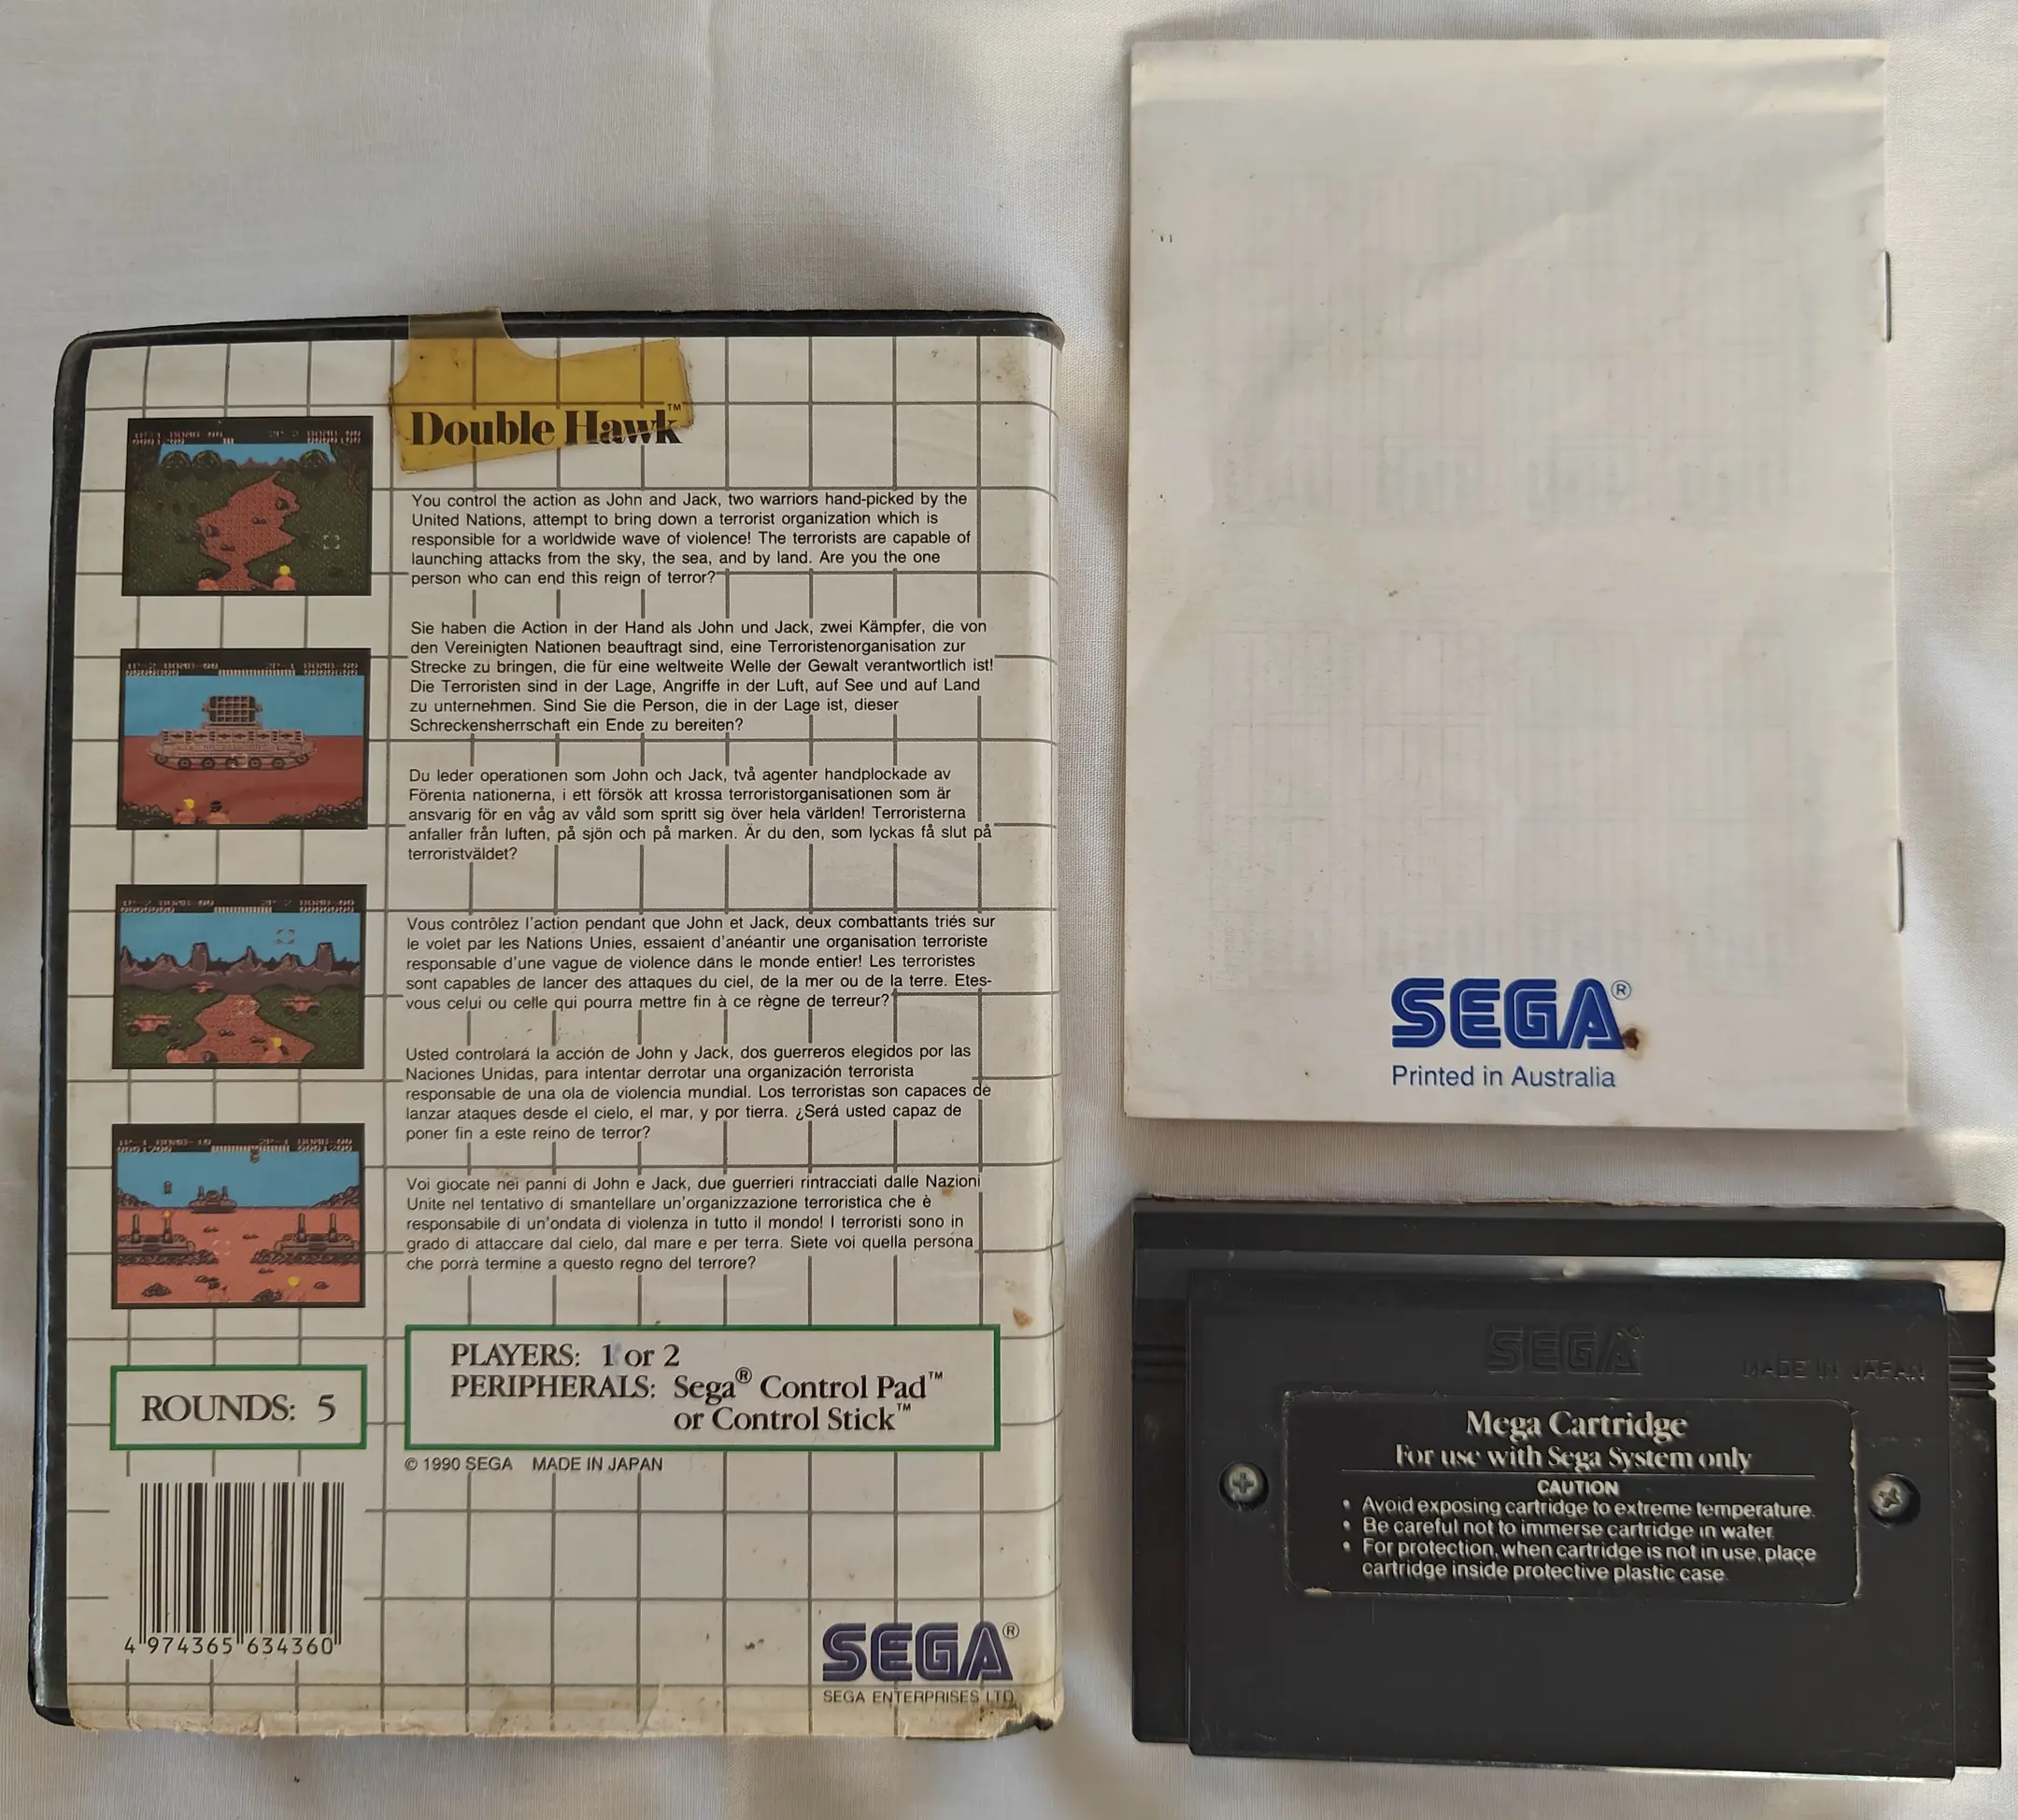 Double Hawk™
You control the action as John and Jack, two warriors hand-picked by the
United Nations, attempt to bring down a terrorist organization which is
responsible for a worldwide wave of violence! The terrorists are capable of
launching attacks from the sky, the sea, and by land. Are you the one
person who can end this reign of terror?
Sie haben die Action in der Hand als John und Jack, zwei Kämpfer, die von
den Vereinigten Nationen beauftragt sind, eine Terroristenorganisation zur
Strecke zu bringen, die für eine weltweite Welle der Gewalt verantwortlich ist!
Die Terroristen sind in der Lage, Angriffe in der Luft, auf See und auf Land
zu unternehmen. Sind Sie die Person, die in der Lage ist, dieser
Schreckensherrschaft ein Ende zu bereiten?
Du leder operationen som John och Jack, två agenter handplockade av
Förenta nationerna, i ett försök att krossa terroristorganisationen som är
ansvarig för en våg av våld som spritt sig över hela världen! Terroristerna
anfaller från luften, på sjön och på marken. Är du den, som lyckas få slut på
terroristväldet?
Vous contrôlez l'action pendant que John et Jack, deux combattants triés sur
le volet par les Nations Unies, essaient d'anéantir une organisation terroriste
responsable d'une vague de violence dans le monde entier! Les terroristes
sont capables de lancer des attaques du ciel, de la mer ou de la terre. Etes-
vous celui ou celle qui pourra mettre fin à ce règne de terreur?
Usted controlará la acción de John y Jack, dos guerreros elegidos por las
Naciones Unidas, para intentar derrotar una organización terrorista
responsable de una ola de violencia mundial. Los terroristas son capaces de
lanzar ataques desde el cielo, el mar, y por tierra. ¿Será usted capaz de
poner fin a este reino de terror?
Voi giocate nei panni di John e Jack, due guerrieri rintracciati dalle Nazioni
Unite nel tentativo di smantellare un'organizzazione terroristica che è
responsabile di un'ondata di violenza in tutto il mondo! I terroristi sono in
grado di attaccare dal cielo, dal mare e per terra. Siete voi quella persona
che porrà termine a questo regno del terrore?
ROUNDS: 5
PLAYERS: 1 or 2
PERIPHERALS: Sega® Control Pad™
or Control Stick™
© 1990 SEGA MADE IN JAPAN
4 974365 634360
SEGA®
SEGA ENTERPRISES LTD.
SEGA®
Printed in Australia
SEGA
MADE IN JAPAN
Mega Cartridge
For use with Sega System only
CAUTION
• Avoid exposing cartridge to extreme temperature.
• Be careful not to immerse cartridge in water.
• For protection, when cartridge is not in use, place
cartridge inside protective plastic case.